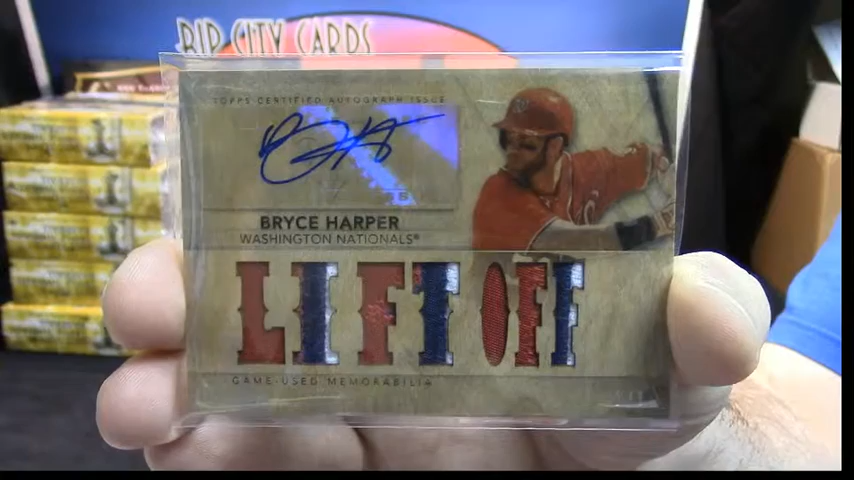 RIP CITY CARDS
TOPPS CERTIFIED AUTOGRAPH ISSUE
BRYCE HARPER
WASHINGTON NATIONALS®
LIFT OFF
GAME-USED MEMORABILIA